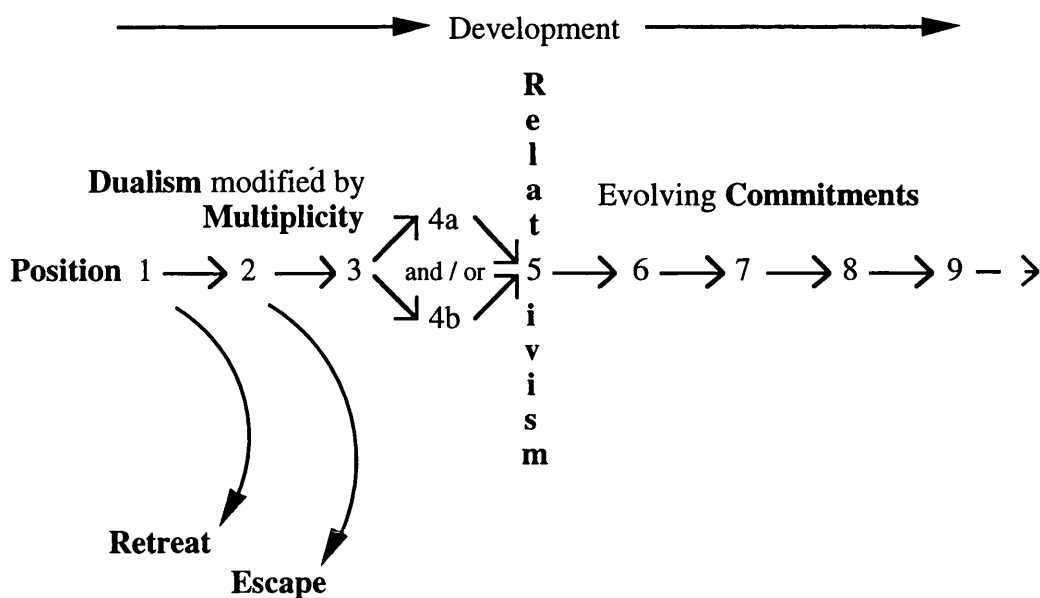 Development
Relativism
Dualism modified by
Multiplicity
Evolving Commitments
4a
Position 1 2 3 and / or 5 6 7 8 9
4b
Retreat
Escape